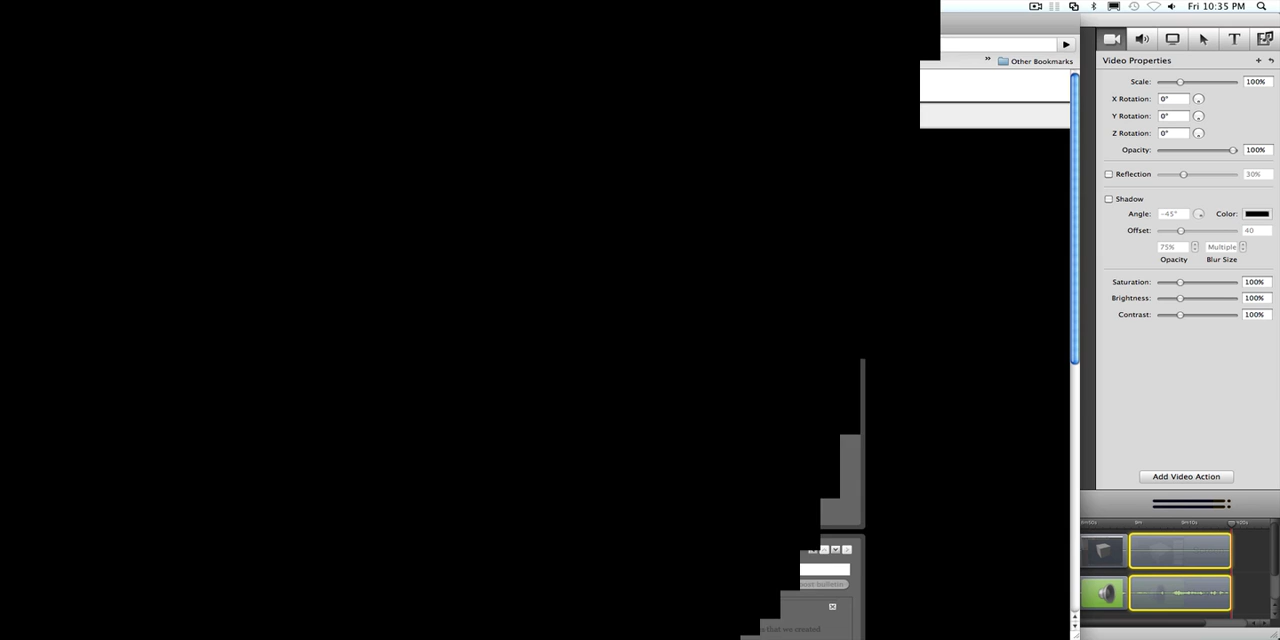 Fri 10:35 PM
» Other Bookmarks
Video Properties
Scale: 100%
X Rotation: 0°
Y Rotation: 0°
Z Rotation: 0°
Opacity: 100%
Reflection 30%
Shadow
Angle: -45° Color:
Offset: 40
75% Multiple
Opacity Blur Size
Saturation: 100%
Brightness: 100%
Contrast: 100%
Add Video Action
post bulletin
that we created